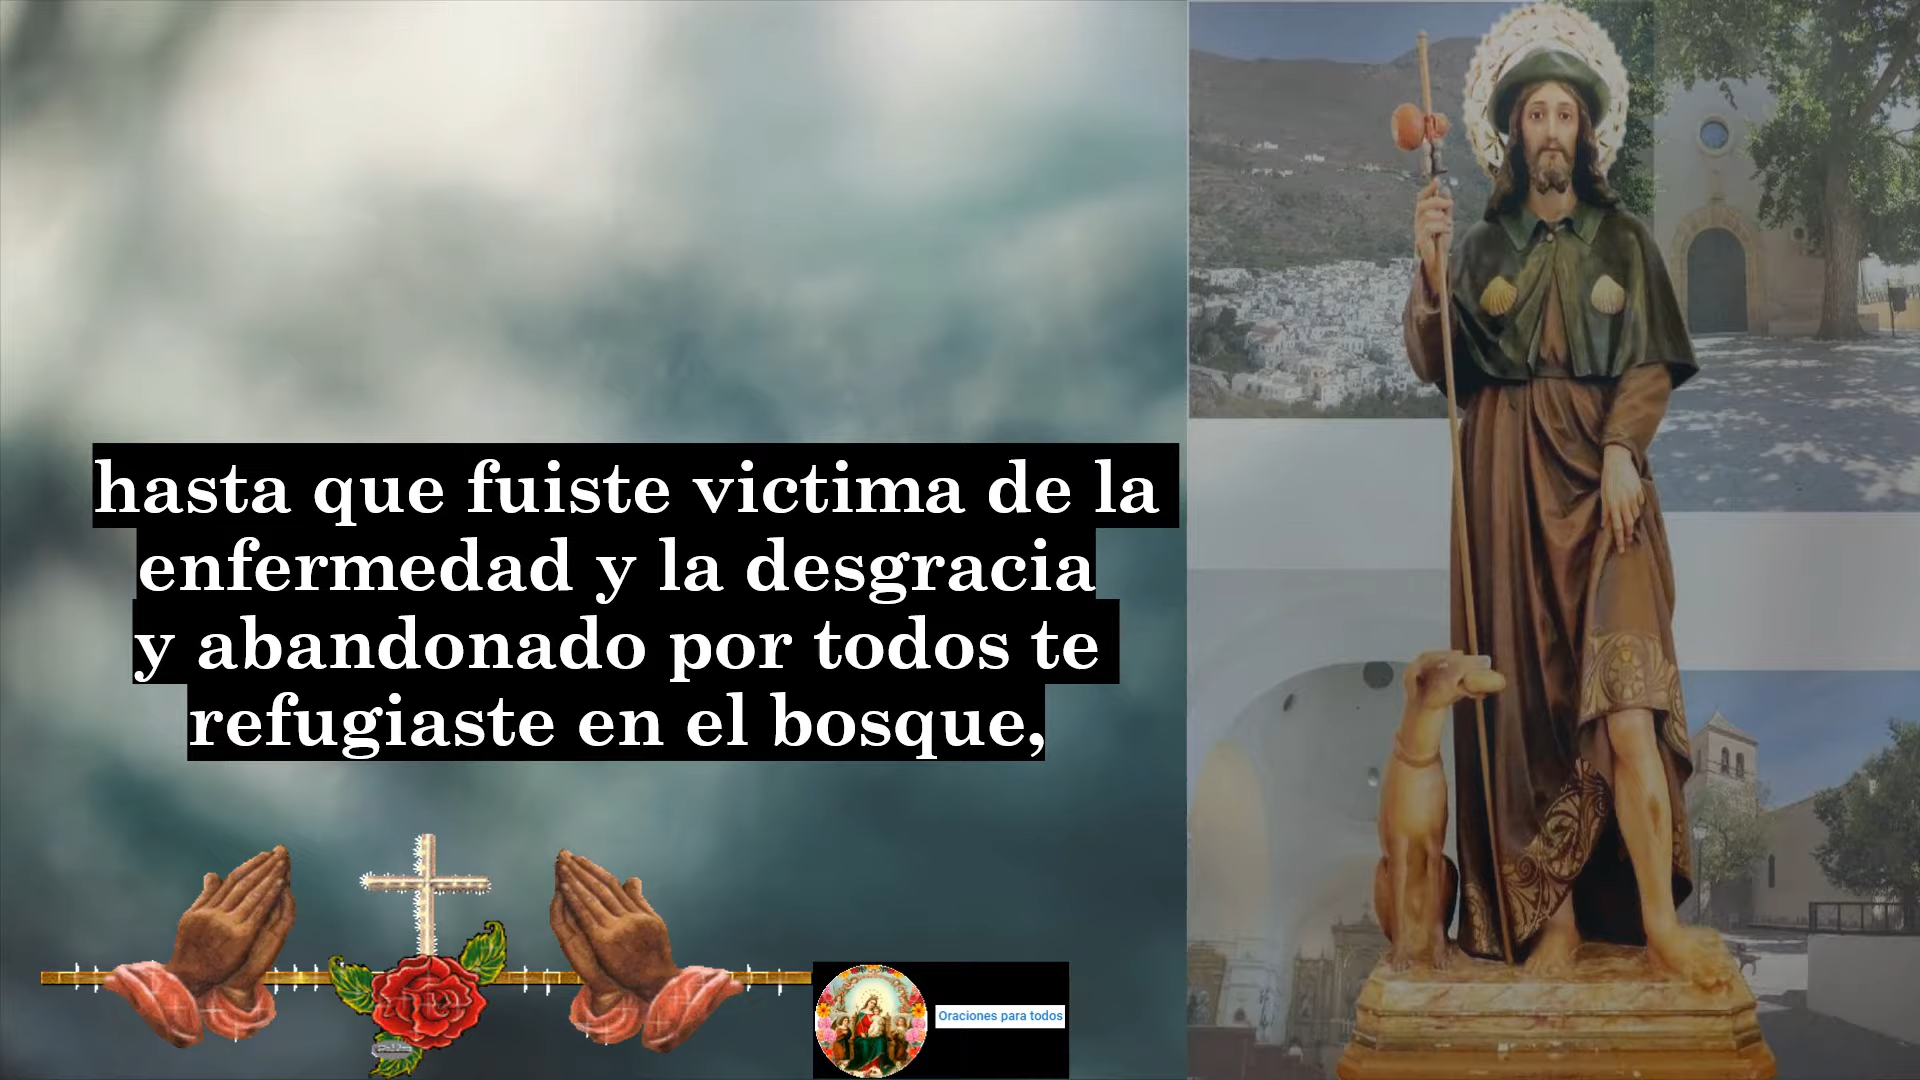 hasta que fuiste victima de la
enfermedad y la desgracia
y abandonado por todos te
refugiaste en el bosque,
Oraciones para todos